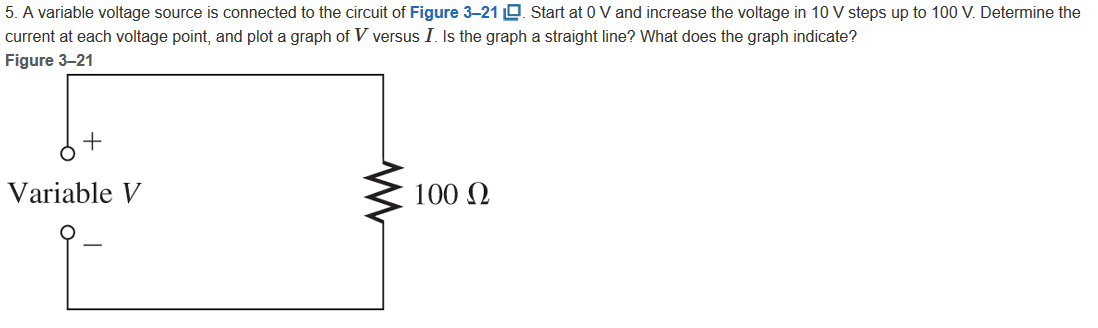 5. A variable voltage source is connected to the circuit of Figure 3–21. Start at 0 V and increase the voltage in 10 V steps up to 100 V. Determine the
current at each voltage point, and plot a graph of V versus I. Is the graph a straight line? What does the graph indicate?
Figure 3–21
+
Variable V
100 Ω
–